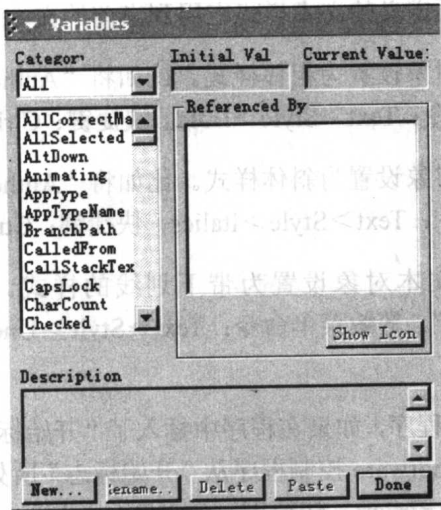 Variables
Categor
Initial Val
Current Value:
All
Referenced By
AllCorrectMa
AllSelected
AltDown
Animating
AppType
AppTypeName
BranchPath
CalledFrom
CallStackTex
CapsLock
CharCount
Checked
Show Icon
Description
New...
ename..
Delete
Paste
Done